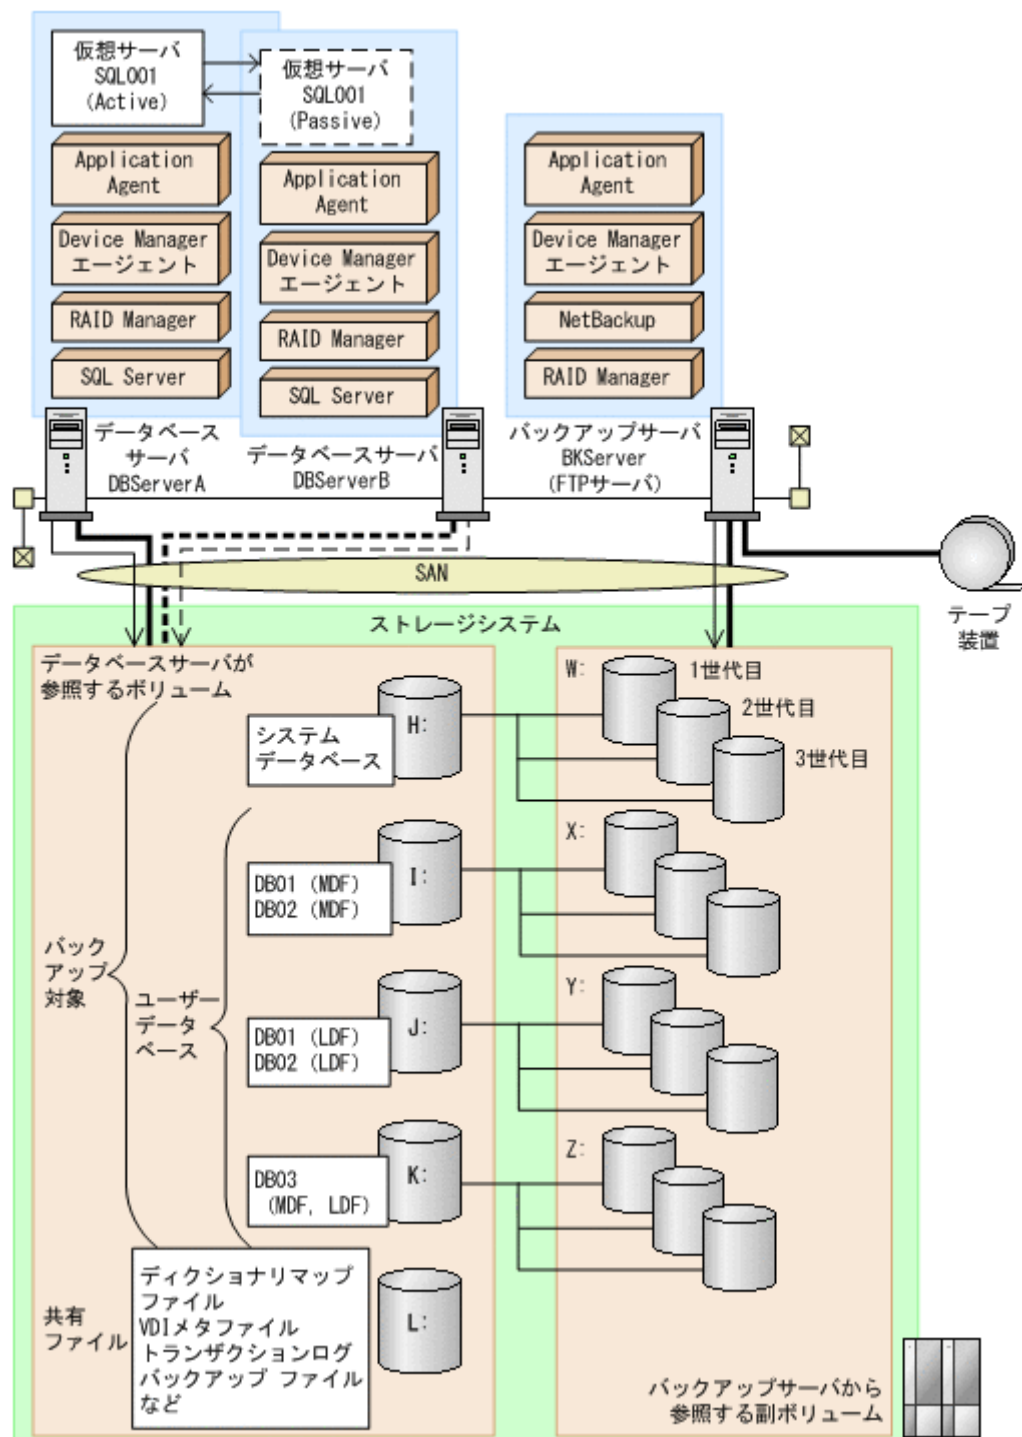 仮想サーバ
SQL001
(Active)
仮想サーバ
SQL001
(Passive)
Application
Agent
Device Manager
エージェント
RAID Manager
SQL Server
Application
Agent
Device Manager
エージェント
RAID Manager
SQL Server
Application
Agent
Device Manager
エージェント
NetBackup
RAID Manager
データベース
サーバ
DBServerA
データベースサーバ
DBServerB
バックアップサーバ
BKServer
(FTPサーバ)
SAN
テープ
装置
ストレージシステム
データベースサーバが
参照するボリューム
システム
データベース
H:
W:
1世代目
2世代目
3世代目
DB01 (MDF)
DB02 (MDF)
I:
X:
バック
アップ
対象
ユーザー
データ
ベース
DB01 (LDF)
DB02 (LDF)
J:
Y:
DB03
(MDF, LDF)
K:
Z:
共有
ファイル
ディクショナリマップ
ファイル
VDIメタファイル
トランザクションログ
バックアップ ファイル
など
L:
バックアップサーバから
参照する副ボリューム